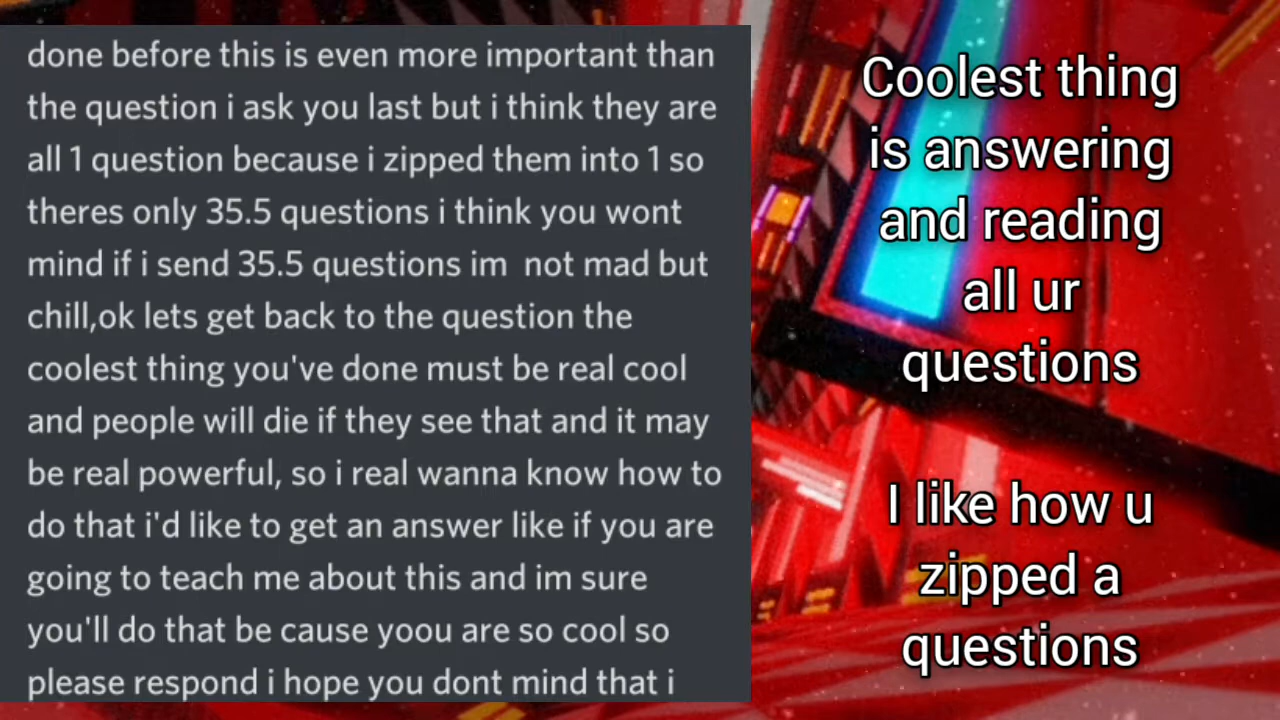 done before this is even more important than
the question i ask you last but i think they are
all 1 question because i zipped them into 1 so
theres only 35.5 questions i think you wont
mind if i send 35.5 questions im  not mad but
chill,ok lets get back to the question the
coolest thing you've done must be real cool
and people will die if they see that and it may
be real powerful, so i real wanna know how to
do that i'd like to get an answer like if you are
going to teach me about this and im sure
you'll do that be cause yoou are so cool so
please respond i hope you dont mind that i
Coolest thing
is answering
and reading
all ur
questions
I like how u
zipped a
questions